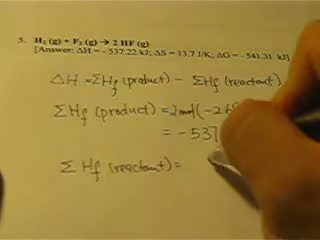 5. H₂ (g) + F₂ (g) → 2 HF (g)
[Answer: ΔH = - 537.22 kJ; ΔS = 13.7 J/K, ΔG = - 541.31 kJ]
ΔH = ΣHf (product) - ΣHf (reactant)
ΣHf (product) = 2mol(-26
= -537
ΣHf (reactant) =